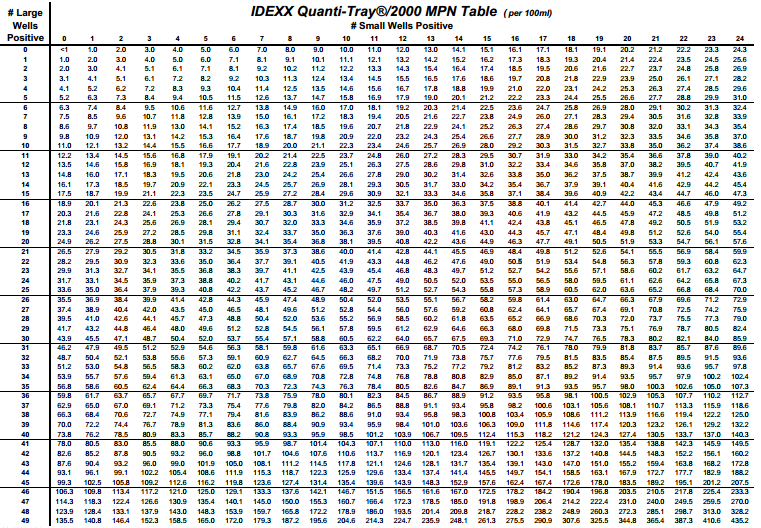 # Large IDEXX Quanti-Tray®/2000 MPN Table (per 100ml)
Wells # Small Wells Positive
Positive 0 1 2 3 4 5 6 7 8 9 10 11 12 13 14 15 16 17 18 19 20 21 22 23 24
0 <1 1.0 2.0 3.0 4.0 5.0 6.0 7.0 8.0 9.0 10.0 11.0 12.0 13.0 14.1 15.1 16.1 17.1 18.1 19.1 20.2 21.2 22.2 23.3 24.3
1 1.0 2.0 3.0 4.0 5.0 6.0 7.1 8.1 9.1 10.1 11.1 12.1 13.2 14.2 15.2 16.2 17.3 18.3 19.3 20.4 21.4 22.4 23.5 24.5 25.6
2 2.0 3.0 4.1 5.1 6.1 7.1 8.1 9.2 10.2 11.2 12.2 13.3 14.3 15.4 16.4 17.4 18.5 19.5 20.6 21.6 22.7 23.7 24.8 25.8 26.9
3 3.1 4.1 5.1 6.1 7.2 8.2 9.2 10.3 11.3 12.4 13.4 14.5 15.5 16.5 17.6 18.6 19.7 20.8 21.8 22.9 23.9 25.0 26.1 27.1 28.2
4 4.1 5.2 6.2 7.2 8.3 9.3 10.4 11.4 12.5 13.5 14.6 15.6 16.7 17.8 18.8 19.9 21.0 22.0 23.1 24.2 25.3 26.3 27.4 28.5 29.6
5 5.2 6.3 7.3 8.4 9.4 10.5 11.5 12.6 13.7 14.7 15.8 16.9 17.9 19.0 20.1 21.2 22.2 23.3 24.4 25.5 26.6 27.7 28.8 29.9 31.0
6 6.3 7.4 8.4 9.5 10.6 11.6 12.7 13.8 14.9 16.0 17.0 18.1 19.2 20.3 21.4 22.5 23.6 24.7 25.8 26.9 28.0 29.1 30.2 31.3 32.4
7 7.5 8.5 9.6 10.7 11.8 12.8 13.9 15.0 16.1 17.2 18.3 19.4 20.5 21.6 22.7 23.8 24.9 26.0 27.1 28.3 29.4 30.5 31.6 32.8 33.9
8 8.6 9.7 10.8 11.9 13.0 14.1 15.2 16.3 17.4 18.5 19.6 20.7 21.8 22.9 24.1 25.2 26.3 27.4 28.6 29.7 30.8 32.0 33.1 34.3 35.4
9 9.8 10.9 12.0 13.1 14.2 15.3 16.4 17.6 18.7 19.8 20.9 22.0 23.2 24.3 25.4 26.6 27.7 28.9 30.0 31.2 32.3 33.5 34.6 35.8 37.0
10 11.0 12.1 13.2 14.4 15.5 16.6 17.7 18.9 20.0 21.1 22.3 23.4 24.6 25.7 26.9 28.0 29.2 30.3 31.5 32.7 33.8 35.0 36.2 37.4 38.6
11 12.2 13.4 14.5 15.6 16.8 17.9 19.1 20.2 21.4 22.5 23.7 24.8 26.0 27.2 28.3 29.5 30.7 31.9 33.0 34.2 35.4 36.6 37.8 39.0 40.2
12 13.5 14.6 15.8 16.9 18.1 19.3 20.4 21.6 22.8 23.9 25.1 26.3 27.5 28.6 29.8 31.0 32.2 33.4 34.6 35.8 37.0 38.2 39.5 40.7 41.9
13 14.8 16.0 17.1 18.3 19.5 20.6 21.8 23.0 24.2 25.4 26.6 27.8 29.0 30.2 31.4 32.6 33.8 35.0 36.2 37.5 38.7 39.9 41.2 42.4 43.6
14 16.1 17.3 18.5 19.7 20.9 22.1 23.3 24.5 25.7 26.9 28.1 29.3 30.5 31.7 33.0 34.2 35.4 36.7 37.9 39.1 40.4 41.6 42.9 44.2 45.4
15 17.5 18.7 19.9 21.1 22.3 23.5 24.7 25.9 27.2 28.4 29.6 30.9 32.1 33.3 34.6 35.8 37.1 38.4 39.6 40.9 42.2 43.4 44.7 46.0 47.3
16 18.9 20.1 21.3 22.6 23.8 25.0 26.2 27.5 28.7 30.0 31.2 32.5 33.7 35.0 36.3 37.5 38.8 40.1 41.4 42.7 44.0 45.3 46.6 47.9 49.2
17 20.3 21.6 22.8 24.1 25.3 26.6 27.8 29.1 30.3 31.6 32.9 34.1 35.4 36.7 38.0 39.3 40.6 41.9 43.2 44.5 45.9 47.2 48.5 49.8 51.2
18 21.8 23.1 24.3 25.6 26.9 28.1 29.4 30.7 32.0 33.3 34.6 35.9 37.2 38.5 39.8 41.1 42.4 43.8 45.1 46.5 47.8 49.2 50.5 51.9 53.2
19 23.3 24.6 25.9 27.2 28.5 29.8 31.1 32.4 33.7 35.0 36.3 37.6 39.0 40.3 41.6 43.0 44.3 45.7 47.1 48.4 49.8 51.2 52.6 54.0 55.4
20 24.9 26.2 27.5 28.8 30.1 31.5 32.8 34.1 35.4 36.8 38.1 39.5 40.8 42.2 43.6 44.9 46.3 47.7 49.1 50.5 51.9 53.3 54.7 56.1 57.6
21 26.5 27.9 29.2 30.5 31.8 33.2 34.5 35.9 37.3 38.6 40.0 41.4 42.8 44.1 45.5 46.9 48.4 49.8 51.2 52.6 54.1 55.5 56.9 58.4 59.9
22 28.2 29.5 30.9 32.3 33.6 35.0 36.4 37.7 39.1 40.5 41.9 43.3 44.8 46.2 47.6 49.0 50.5 51.9 53.4 54.8 56.3 57.8 59.3 60.8 62.3
23 29.9 31.3 32.7 34.1 35.5 36.8 38.3 39.7 41.1 42.5 43.9 45.4 46.8 48.3 49.7 51.2 52.7 54.2 55.6 57.1 58.6 60.2 61.7 63.2 64.7
24 31.7 33.1 34.5 35.9 37.3 38.8 40.2 41.7 43.1 44.6 46.0 47.5 49.0 50.5 52.0 53.5 55.0 56.5 58.0 59.5 61.1 62.6 64.2 65.8 67.3
25 33.6 35.0 36.4 37.9 39.3 40.8 42.2 43.7 45.2 46.7 48.2 49.7 51.2 52.7 54.3 55.8 57.3 58.9 60.5 62.0 63.6 65.2 66.8 68.4 70.0
26 35.5 36.9 38.4 39.9 41.4 42.8 44.3 45.9 47.4 48.9 50.4 52.0 53.5 55.1 56.7 58.2 59.8 61.4 63.0 64.7 66.3 67.9 69.6 71.2 72.9
27 37.4 38.9 40.4 42.0 43.5 45.0 46.5 48.1 49.6 51.2 52.8 54.4 56.0 57.6 59.2 60.8 62.4 64.1 65.7 67.4 69.1 70.8 72.5 74.2 75.9
28 39.5 41.0 42.6 44.1 45.7 47.3 48.8 50.4 52.0 53.6 55.2 56.9 58.5 60.2 61.8 63.5 65.2 66.9 68.6 70.3 72.0 73.7 75.5 77.3 79.0
29 41.7 43.2 44.8 46.4 48.0 49.6 51.2 52.8 54.5 56.1 57.8 59.5 61.2 62.9 64.6 66.3 68.0 69.8 71.5 73.3 75.1 76.9 78.7 80.5 82.4
30 43.9 45.5 47.1 48.7 50.4 52.0 53.7 55.4 57.1 58.8 60.5 62.2 64.0 65.7 67.5 69.3 71.0 72.9 74.7 76.5 78.3 80.2 82.1 84.0 85.9
31 46.2 47.9 49.5 51.2 52.9 54.6 56.3 58.1 59.8 61.6 63.3 65.1 66.9 68.7 70.5 72.4 74.2 76.1 78.0 79.9 81.8 83.7 85.7 87.6 89.6
32 48.7 50.4 52.1 53.8 55.6 57.3 59.1 60.9 62.7 64.5 66.3 68.2 70.0 71.9 73.8 75.7 77.6 79.5 81.5 83.5 85.4 87.5 89.5 91.5 93.6
33 51.2 53.0 54.8 56.5 58.3 60.2 62.0 63.8 65.7 67.6 69.5 71.4 73.3 75.2 77.2 79.2 81.2 83.2 85.2 87.3 89.3 91.4 93.6 95.7 97.8
34 53.9 55.7 57.6 59.4 61.3 63.1 65.0 67.0 68.9 70.8 72.8 74.8 76.8 78.8 80.8 82.9 85.0 87.1 89.2 91.4 93.5 95.7 97.9 100.2 102.4
35 56.8 58.6 60.5 62.4 64.4 66.3 68.3 70.3 72.3 74.3 76.3 78.4 80.5 82.6 84.7 86.9 89.1 91.3 93.5 95.7 98.0 100.3 102.6 105.0 107.3
36 59.8 61.7 63.7 65.7 67.7 69.7 71.7 73.8 75.9 78.0 80.1 82.3 84.5 86.7 88.9 91.2 93.5 95.8 98.1 100.5 102.9 105.3 107.7 110.2 112.7
37 62.9 65.0 67.0 69.1 71.2 73.3 75.4 77.6 79.8 82.0 84.2 86.5 88.8 91.1 93.4 95.8 98.2 100.6 103.1 105.6 108.1 110.7 113.3 115.9 118.6
38 66.3 68.4 70.6 72.7 74.9 77.1 79.4 81.6 83.9 86.2 88.6 91.0 93.4 95.8 98.3 100.8 103.4 105.9 108.6 111.2 113.9 116.6 119.4 122.2 125.0
39 70.0 72.2 74.4 76.7 78.9 81.3 83.6 86.0 88.4 90.9 93.4 95.9 98.4 101.0 103.6 106.3 109.0 111.8 114.6 117.4 120.3 123.2 126.1 129.2 132.2
40 73.8 76.2 78.5 80.9 83.3 85.7 88.2 90.8 93.3 95.9 98.5 101.2 103.9 106.7 109.5 112.4 115.3 118.2 121.2 124.3 127.4 130.5 133.7 137.0 140.3
41 78.0 80.5 83.0 85.5 88.0 90.6 93.3 95.9 98.7 101.4 104.3 107.1 110.0 113.0 116.0 119.1 122.2 125.4 128.7 132.0 135.4 138.8 142.3 145.9 149.5
42 82.6 85.2 87.8 90.5 93.2 96.0 98.8 101.7 104.6 107.6 110.6 113.7 116.9 120.1 123.4 126.7 130.1 133.6 137.2 140.8 144.5 148.3 152.2 156.1 160.2
43 87.6 90.4 93.2 96.0 99.0 101.9 105.0 108.1 111.2 114.5 117.8 121.1 124.6 128.1 131.7 135.4 139.1 143.0 147.0 151.0 155.2 159.4 163.8 168.2 172.8
44 93.1 96.1 99.1 102.2 105.4 108.6 111.9 115.3 118.7 122.3 125.9 129.6 133.4 137.4 141.4 145.5 149.7 154.1 158.5 163.1 167.9 172.7 177.7 182.9 188.2
45 99.3 102.5 105.8 109.2 112.6 116.2 119.8 123.6 127.4 131.4 135.4 139.6 143.9 148.3 152.9 157.6 162.4 167.4 172.6 178.0 183.5 189.2 195.1 201.2 207.5
46 106.3 109.8 113.4 117.2 121.0 125.0 129.1 133.3 137.6 142.1 146.7 151.5 156.5 161.6 167.0 172.5 178.2 184.2 190.4 196.8 203.5 210.5 217.8 225.4 233.3
47 114.3 118.3 122.4 126.6 130.9 135.4 140.1 145.0 150.0 155.3 160.7 166.4 172.3 178.5 185.0 191.8 198.9 206.4 214.2 222.4 231.0 240.0 249.5 259.5 270.0
48 123.9 128.4 133.1 137.9 143.0 148.3 153.9 159.7 165.8 172.2 178.9 186.0 193.5 201.4 209.8 218.7 228.2 238.2 248.9 260.3 272.3 285.1 298.7 313.0 328.2
49 135.5 140.8 146.4 152.3 158.5 165.0 172.0 179.3 187.2 195.6 204.6 214.3 224.7 235.9 248.1 261.3 275.5 290.9 307.6 325.5 344.8 365.4 387.3 410.6 435.2